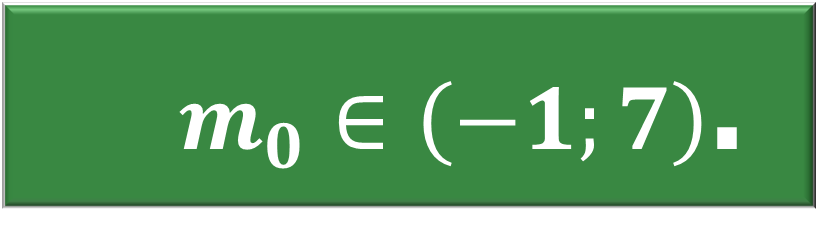 m₀ ∈ (−1; 7).